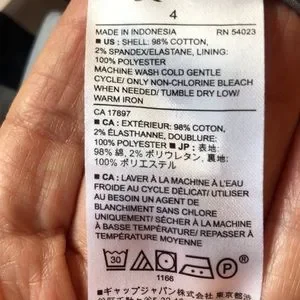 4
MADE IN INDONESIA RN 54023
■ US : SHELL: 98% COTTON,
2% SPANDEX/ELASTANE, LINING:
100% POLYESTER
MACHINE WASH COLD GENTLE
CYCLE/ ONLY NON-CHLORINE BLEACH
WHEN NEEDED/ TUMBLE DRY LOW/
WARM IRON
CA 17897
■ CA : EXTÉRIEUR: 98% COTON,
2% ÉLASTHANNE, DOUBLURE:
100% POLYESTER ■ JP : 表地:
98% 綿, 2% ポリウレタン, 裏地:
100% ポリエステル
■ CA : LAVER À LA MACHINE À L'EAU
FROIDE AU CYCLE DÉLICAT/ UTILISER
AU BESOIN UN AGENT DE
BLANCHIMENT SANS CHLORE
UNIQUEMENT/ SÉCHER À LA MACHINE
À BASSE TEMPÉRATURE/ REPASSER À
TEMPÉRATURE MOYENNE
30 P
1166
■ ギャップジャパン株式会社 東京都渋